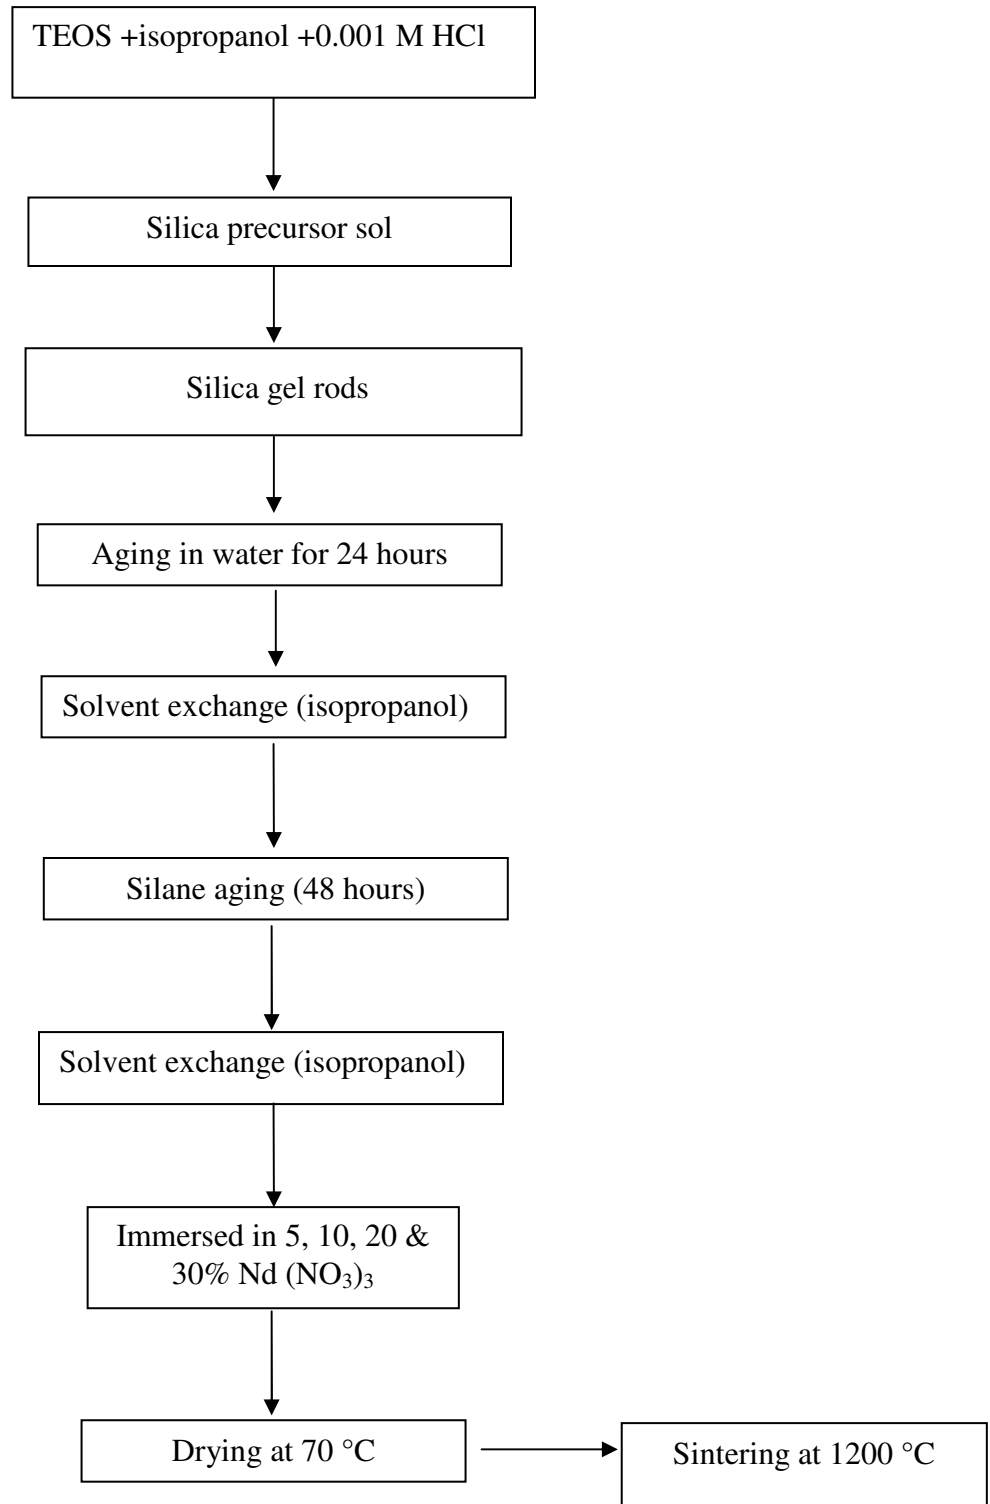 TEOS +isopropanol +0.001 M HCl
Silica precursor sol
Silica gel rods
Aging in water for 24 hours
Solvent exchange (isopropanol)
Silane aging (48 hours)
Solvent exchange (isopropanol)
Immersed in 5, 10, 20 &
30% Nd (NO₃)₃
Drying at 70 °C
Sintering at 1200 °C